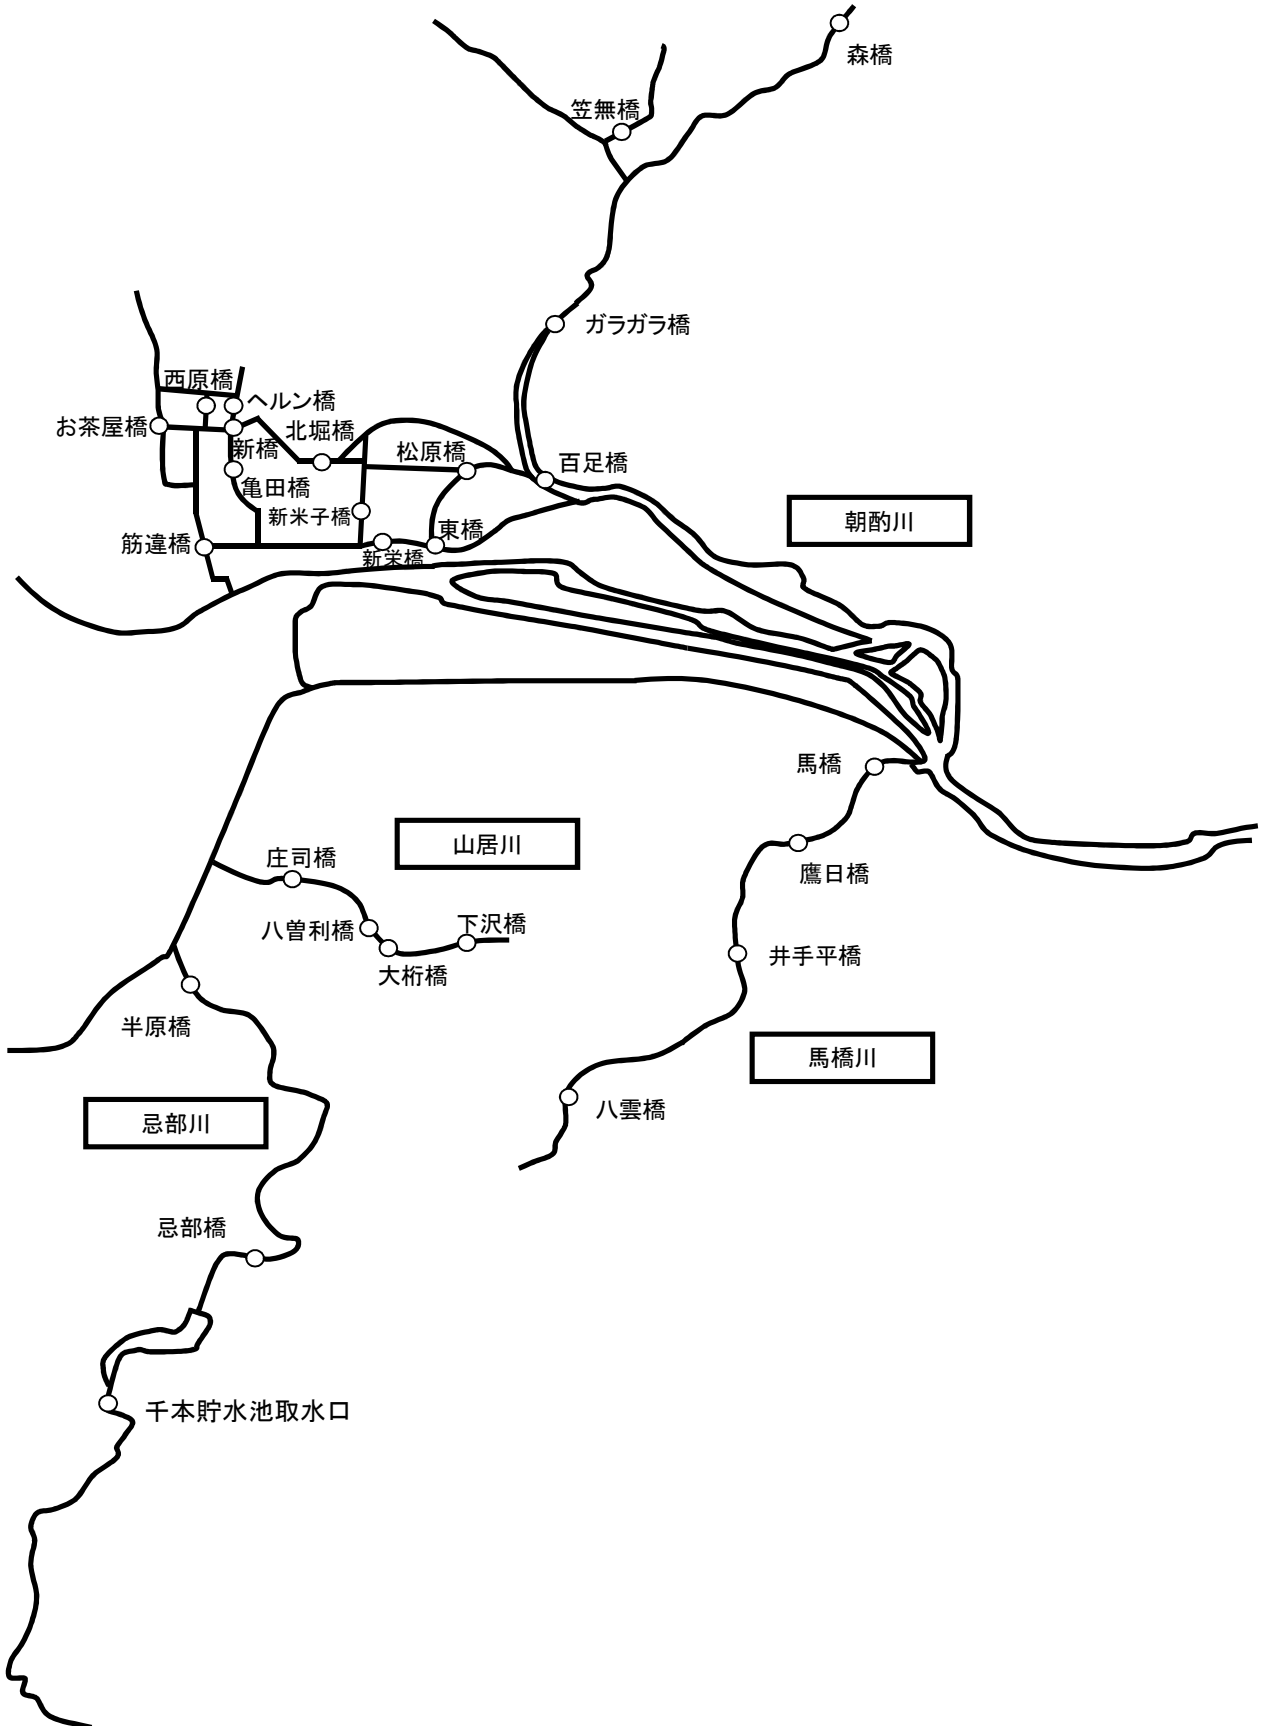 森橋
笠無橋
ガラガラ橋
西原橋
ヘルン橋
お茶屋橋
北堀橋
新橋
松原橋
百足橋
亀田橋
新米子橋
朝酌川
東橋
筋違橋
新栄橋
馬橋
山居川
庄司橋
鷹日橋
八曽利橋
下沢橋
井手平橋
大桁橋
半原橋
馬橋川
八雲橋
忌部川
忌部橋
千本貯水池取水口